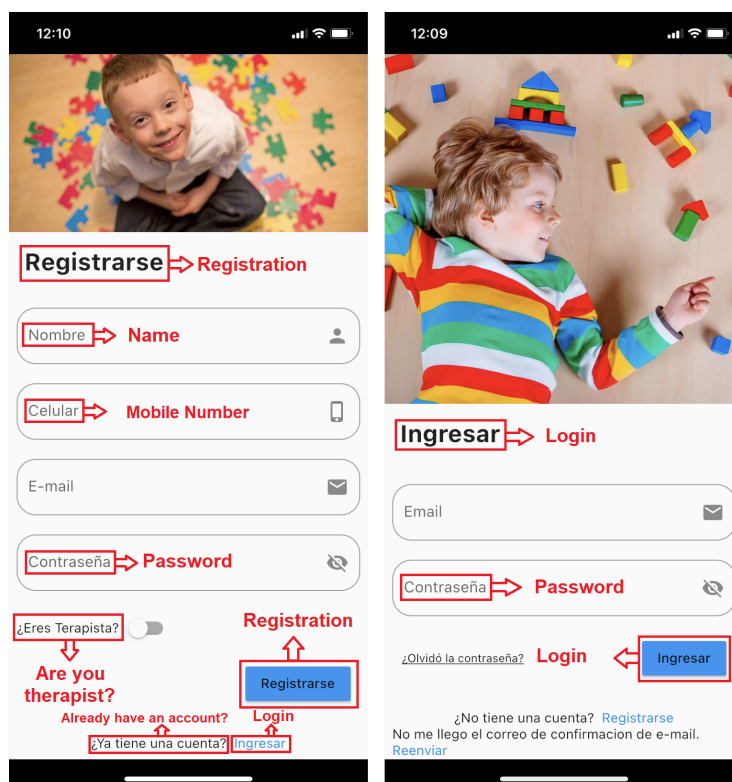 12:10
Registrarse Registration
Nombre Name
Celular Mobile Number
E-mail
Contraseña Password
¿Eres Terapista?
Registration
Are you
therapist?
Registrarse
Already have an account? Login
¿Ya tiene una cuenta? Ingresar
12:09
Ingresar Login
Email
Contraseña Password
¿Olvidó la contraseña? Login Ingresar
¿No tiene una cuenta? Registrarse
No me llego el correo de confirmacion de e-mail.
Reenviar